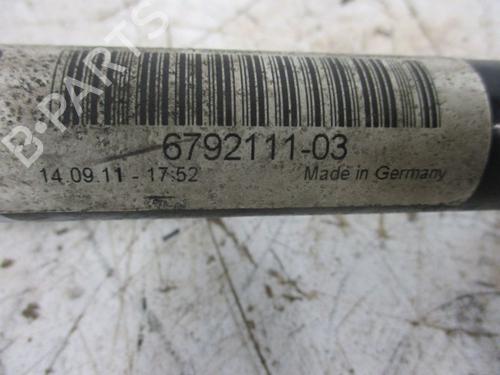 B-PARTS
6792111-03
14.09.11 - 17:52
Made in Germany